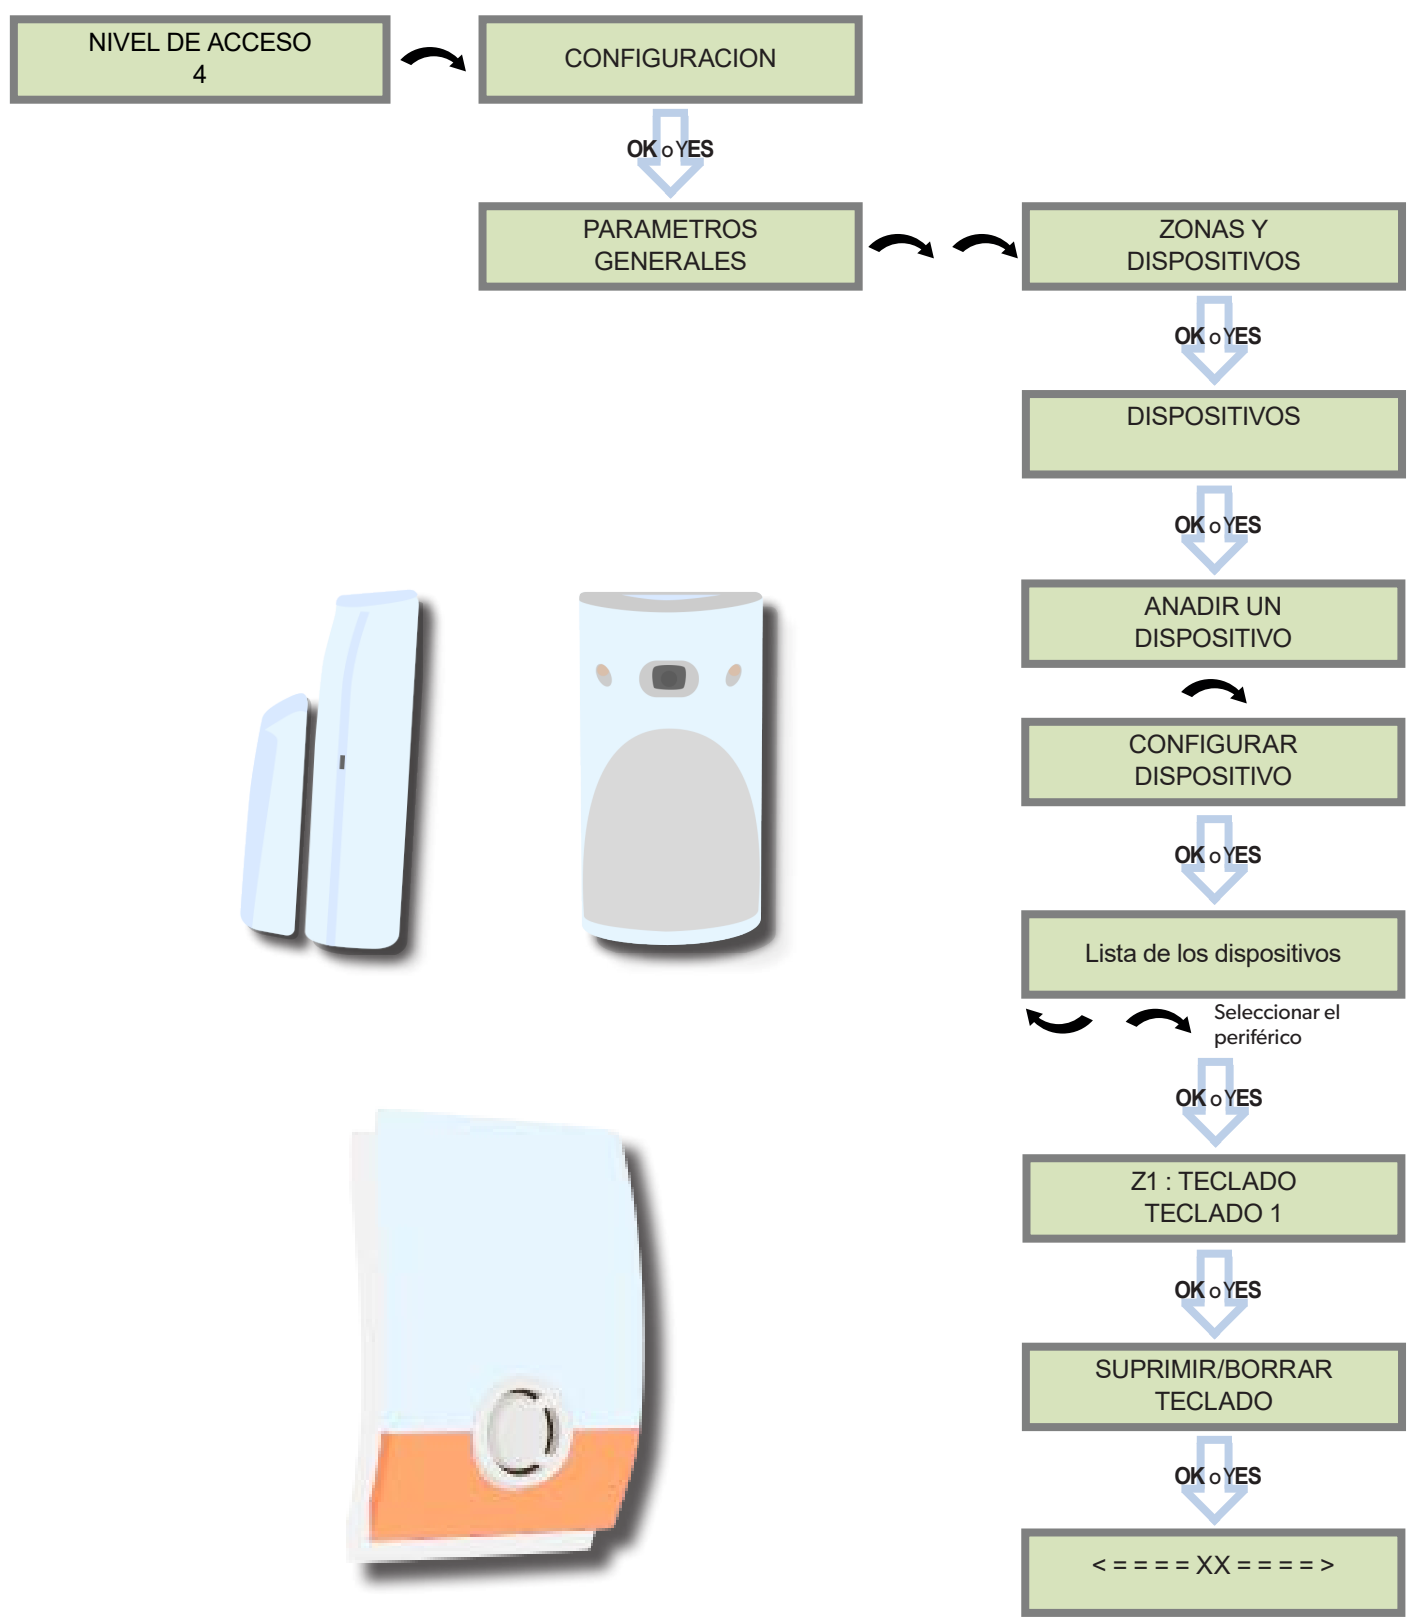 NIVEL DE ACCESO
4
CONFIGURACION
OK o YES
PARAMETROS
GENERALES
ZONAS Y
DISPOSITIVOS
OK o YES
DISPOSITIVOS
OK o YES
ANADIR UN
DISPOSITIVO
CONFIGURAR
DISPOSITIVO
OK o YES
Lista de los dispositivos
Seleccionar el
periférico
OK o YES
Z1 : TECLADO
TECLADO 1
OK o YES
SUPRIMIR/BORRAR
TECLADO
OK o YES
< = = = = XX = = = = >